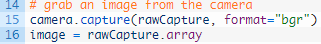 14 # grab an image from the camera
15 camera.capture(rawCapture, format="bgr")
16 image = rawCapture.array